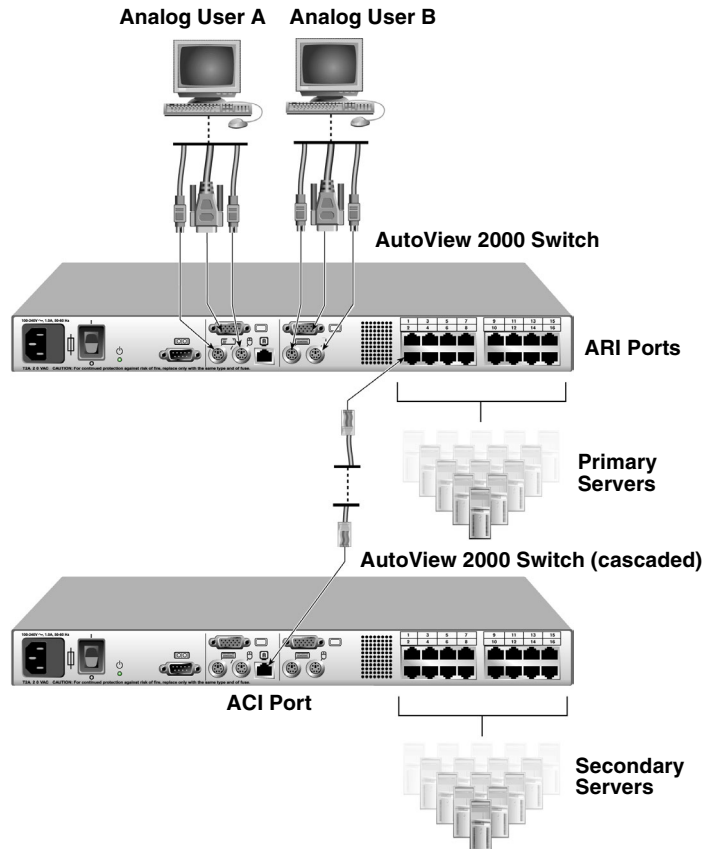 Analog User A
Analog User B
AutoView 2000 Switch
1 3 5 7
2 4 6 8
9 11 13 15
10 12 14 16
ARI Ports
Primary
Servers
AutoView 2000 Switch (cascaded)
1 3 5 7
2 4 6 8
9 11 13 15
10 12 14 16
ACI Port
Secondary
Servers